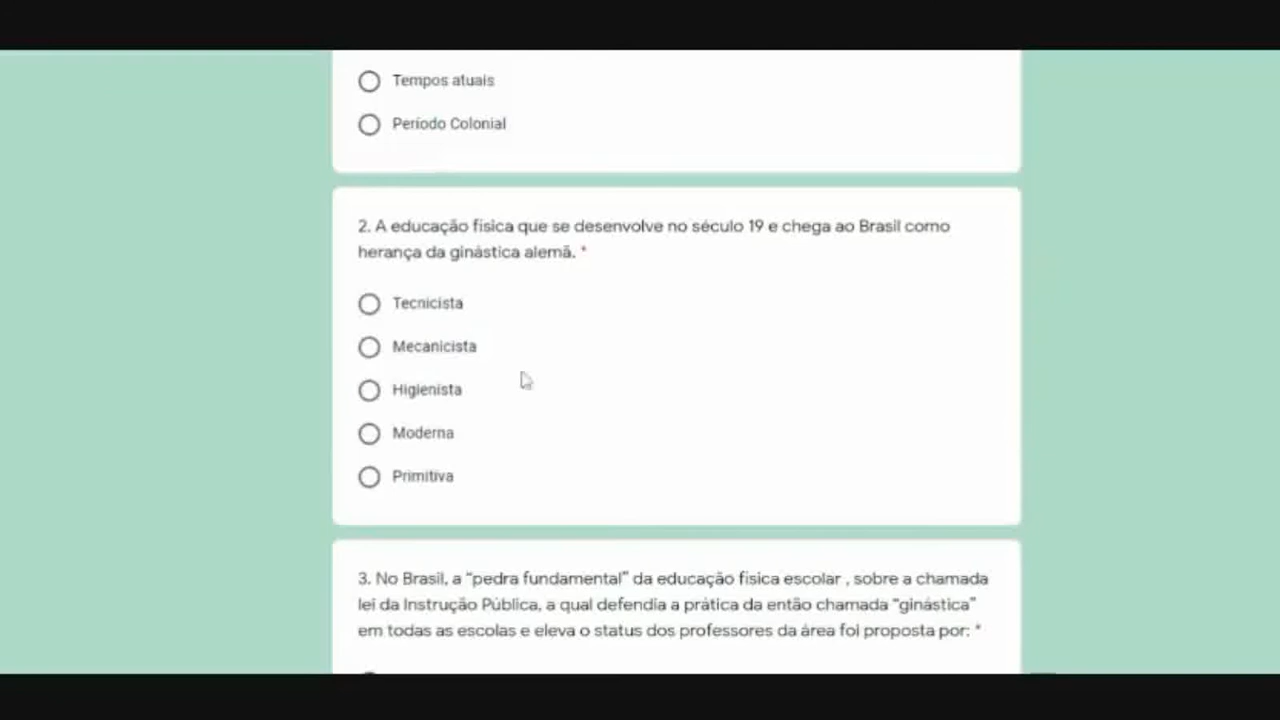 Tempos atuais
Período Colonial
2. A educação física que se desenvolve no século 19 e chega ao Brasil como
herança da ginástica alemã. *
Tecnicista
Mecanicista
Higienista
Moderna
Primitiva
3. No Brasil, a “pedra fundamental” da educação física escolar , sobre a chamada
lei da Instrução Pública, a qual defendia a prática da então chamada “ginástica”
em todas as escolas e eleva o status dos professores da área foi proposta por: *